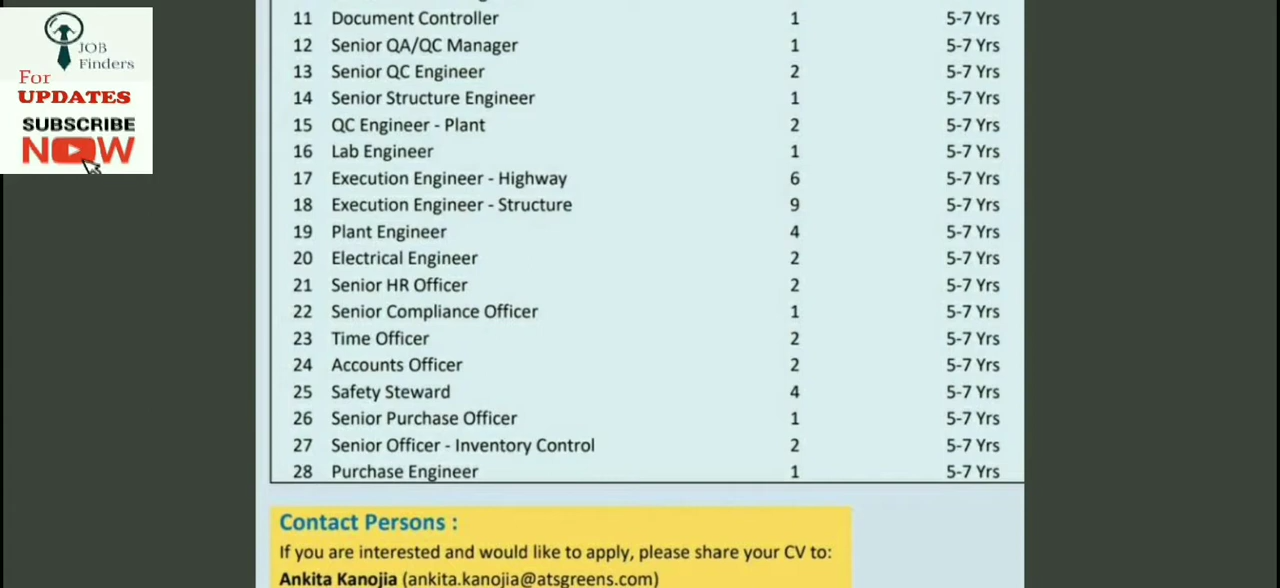 JOB
Finders
For
UPDATES
SUBSCRIBE
NOW
11 Document Controller 1 5-7 Yrs
12 Senior QA/QC Manager 1 5-7 Yrs
13 Senior QC Engineer 2 5-7 Yrs
14 Senior Structure Engineer 1 5-7 Yrs
15 QC Engineer - Plant 2 5-7 Yrs
16 Lab Engineer 1 5-7 Yrs
17 Execution Engineer - Highway 6 5-7 Yrs
18 Execution Engineer - Structure 9 5-7 Yrs
19 Plant Engineer 4 5-7 Yrs
20 Electrical Engineer 2 5-7 Yrs
21 Senior HR Officer 2 5-7 Yrs
22 Senior Compliance Officer 1 5-7 Yrs
23 Time Officer 2 5-7 Yrs
24 Accounts Officer 2 5-7 Yrs
25 Safety Steward 4 5-7 Yrs
26 Senior Purchase Officer 1 5-7 Yrs
27 Senior Officer - Inventory Control 2 5-7 Yrs
28 Purchase Engineer 1 5-7 Yrs
Contact Persons :
If you are interested and would like to apply, please share your CV to:
Ankita Kanojia (ankita.kanojia@atsgreens.com)